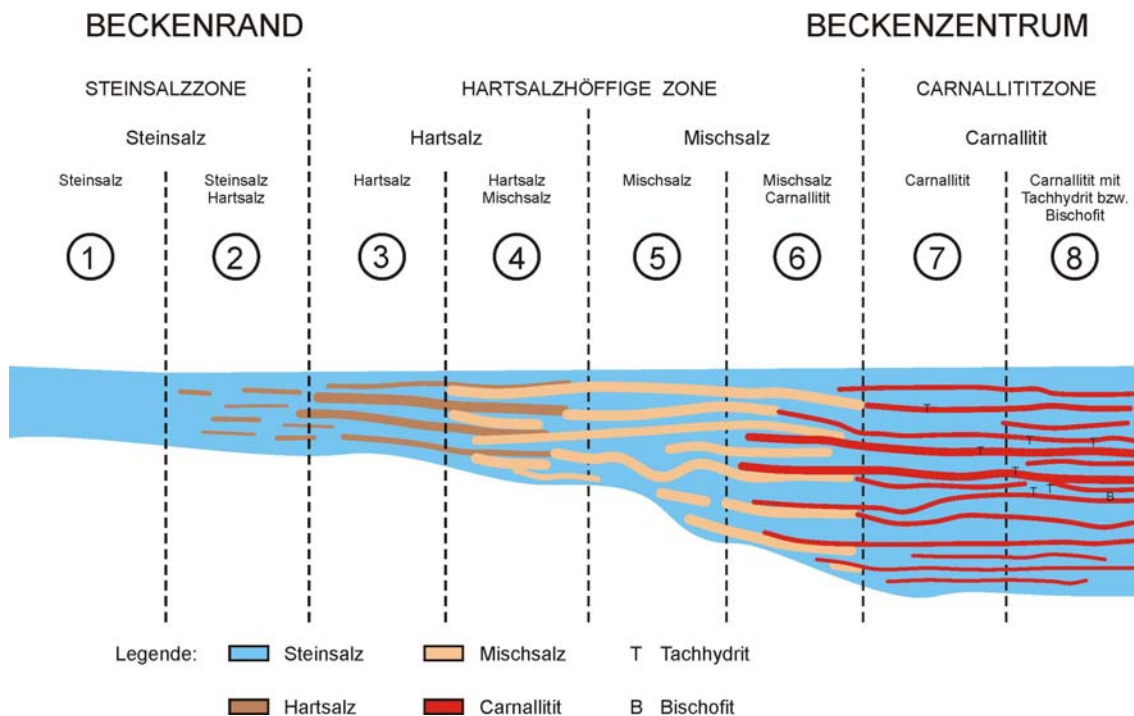 BECKENRAND
BECKENZENTRUM
STEINSALZZONE
HARTSALZHÖFFIGE ZONE
CARNALLITITZONE
Steinsalz
Hartsalz
Mischsalz
Carnallitit
Steinsalz
Steinsalz
Hartsalz
Hartsalz
Hartsalz
Mischsalz
Mischsalz
Mischsalz
Carnallitit
Carnallitit
Carnallitit mit
Tachhydrit bzw.
Bischofit
1
2
3
4
5
6
7
8
T
T
T
T
T
T
T
B
Legende:
Steinsalz
Mischsalz
T Tachhydrit
Hartsalz
Carnallitit
B Bischofit